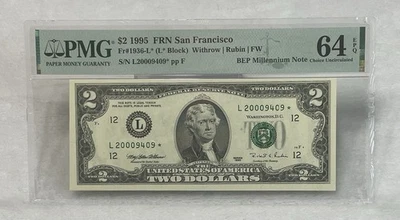 PMG
PAPER MONEY GUARANTY
$2 1995 FRN San Francisco
Fr#1936-L* (L* Block) Withrow | Rubin | FW
S/N L20009409* pp F
BEP Millennium Note
64 EPQ
Choice Uncirculated
2
2
L 20009409 *
WASHINGTON, D.C.
12
12
L
L 20009409 *
12
12
THE UNITED STATES OF AMERICA
2
TWO DOLLARS
2